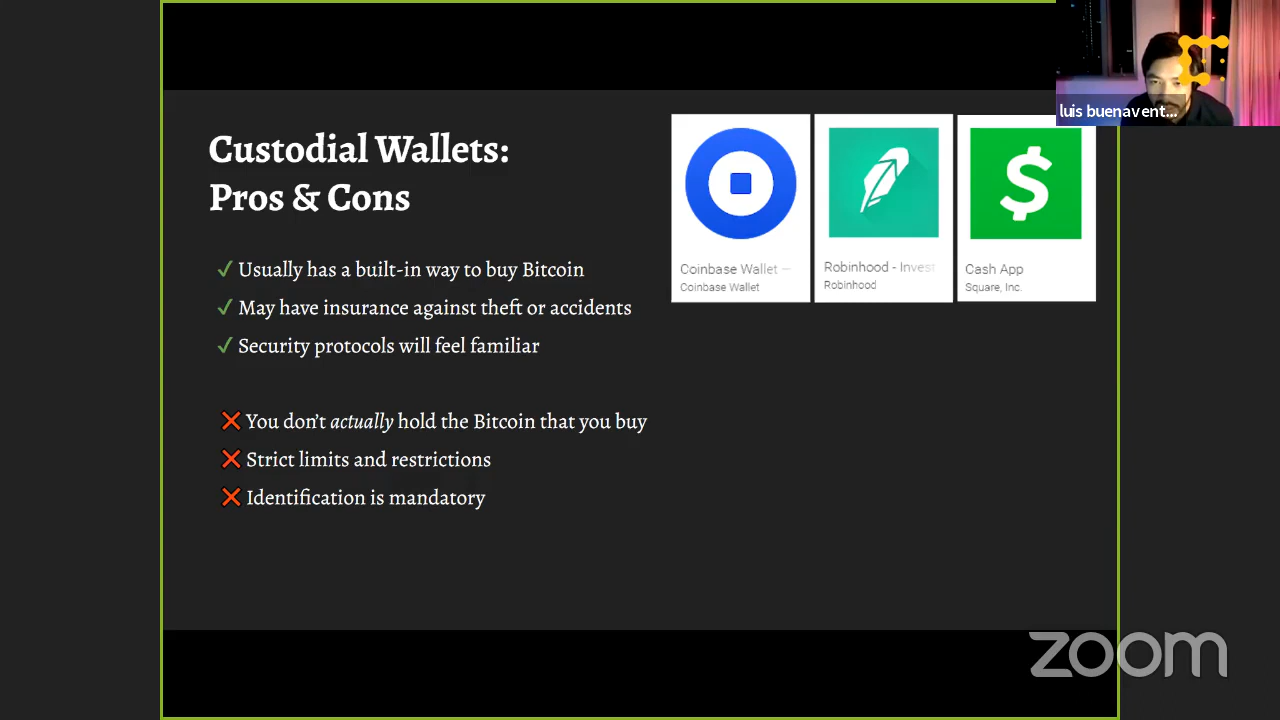 luis buenavent...
Custodial Wallets:
Pros & Cons
Coinbase Wallet –
Coinbase Wallet
Robinhood - Invest
Robinhood
Cash App
Square, Inc.
✓ Usually has a built-in way to buy Bitcoin
✓ May have insurance against theft or accidents
✓ Security protocols will feel familiar
❌ You don't actually hold the Bitcoin that you buy
❌ Strict limits and restrictions
❌ Identification is mandatory
zoom